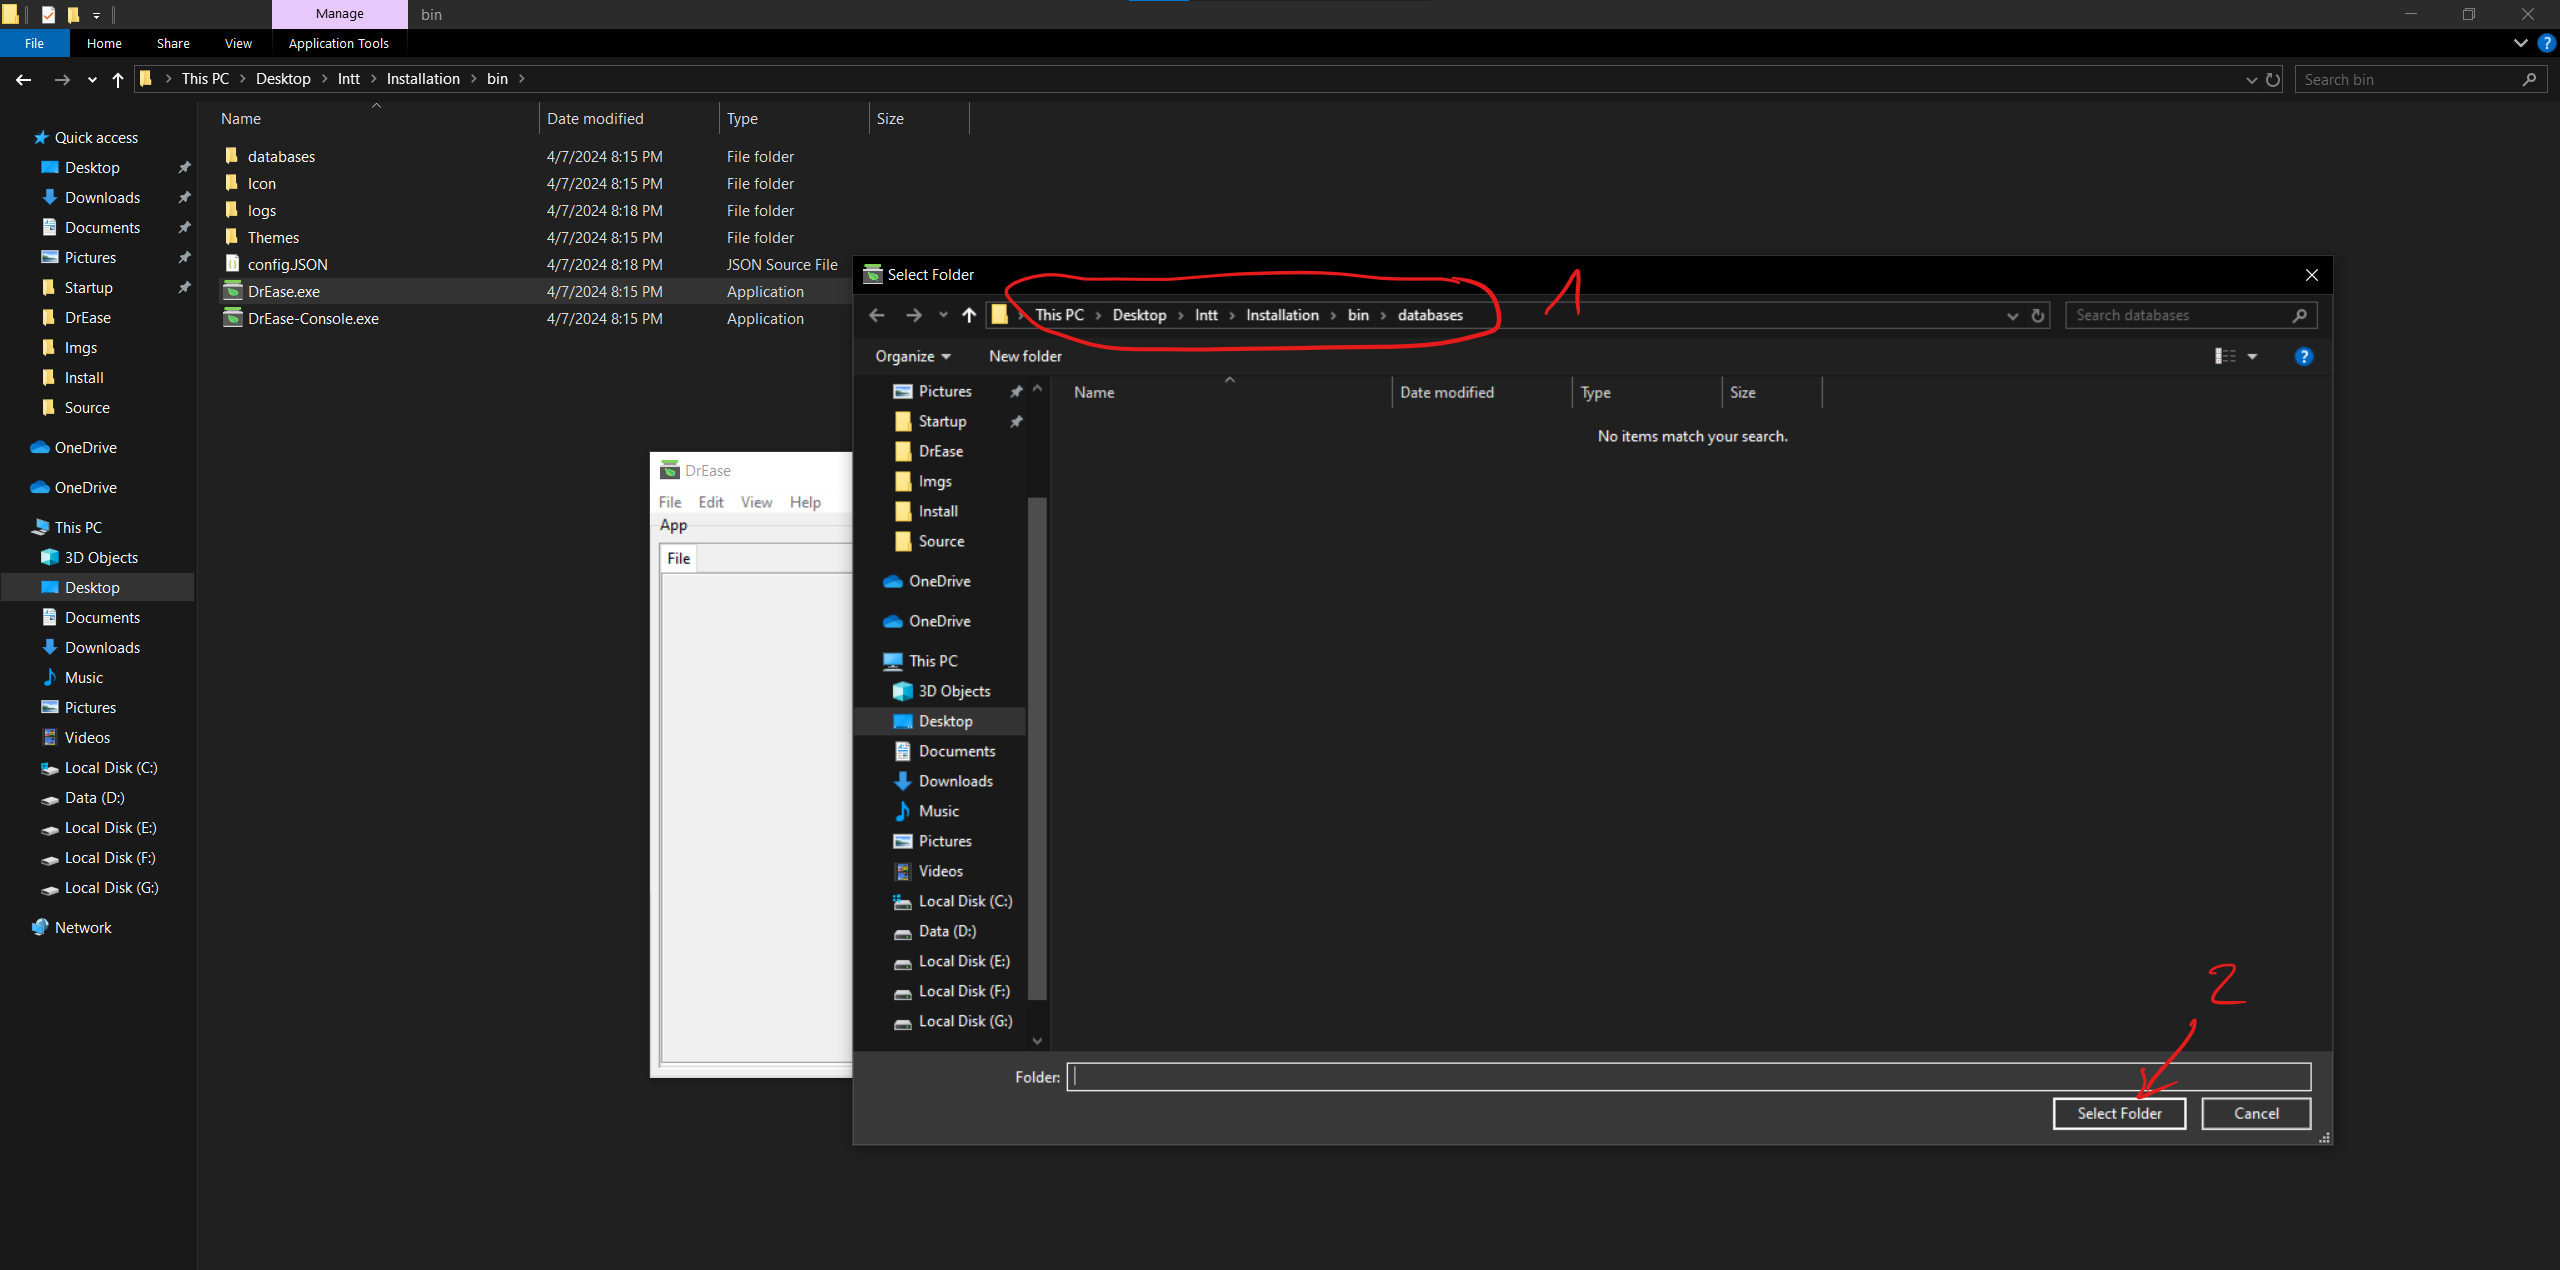 Manage
bin
File
Home
Share
View
Application Tools
This PC
Desktop
Intt
Installation
bin
Search bin
Name
Date modified
Type
Size
Quick access
Desktop
Downloads
Documents
Pictures
Startup
DrEase
Imgs
Install
Source
OneDrive
OneDrive
This PC
3D Objects
Desktop
Documents
Downloads
Music
Pictures
Videos
Local Disk (C:)
Data (D:)
Local Disk (E:)
Local Disk (F:)
Local Disk (G:)
Network
databases 4/7/2024 8:15 PM File folder
Icon 4/7/2024 8:15 PM File folder
logs 4/7/2024 8:18 PM File folder
Themes 4/7/2024 8:15 PM File folder
config.JSON 4/7/2024 8:18 PM JSON Source File
DrEase.exe 4/7/2024 8:15 PM Application
DrEase-Console.exe 4/7/2024 8:15 PM Application
DrEase
File Edit View Help
App
File
Select Folder
This PC
Desktop
Intt
Installation
bin
databases
1
Search databases
Organize
New folder
Name
Date modified
Type
Size
No items match your search.
Pictures
Startup
DrEase
Imgs
Install
Source
OneDrive
OneDrive
This PC
3D Objects
Desktop
Documents
Downloads
Music
Pictures
Videos
Local Disk (C:)
Data (D:)
Local Disk (E:)
Local Disk (F:)
Local Disk (G:)
2
Folder:
Select Folder
Cancel